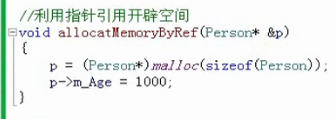 //利用指针引用开辟空间
void allocatMemoryByRef(Person* &p)
{
p = (Person*)malloc(sizeof(Person));
p->m_Age = 1000;
}